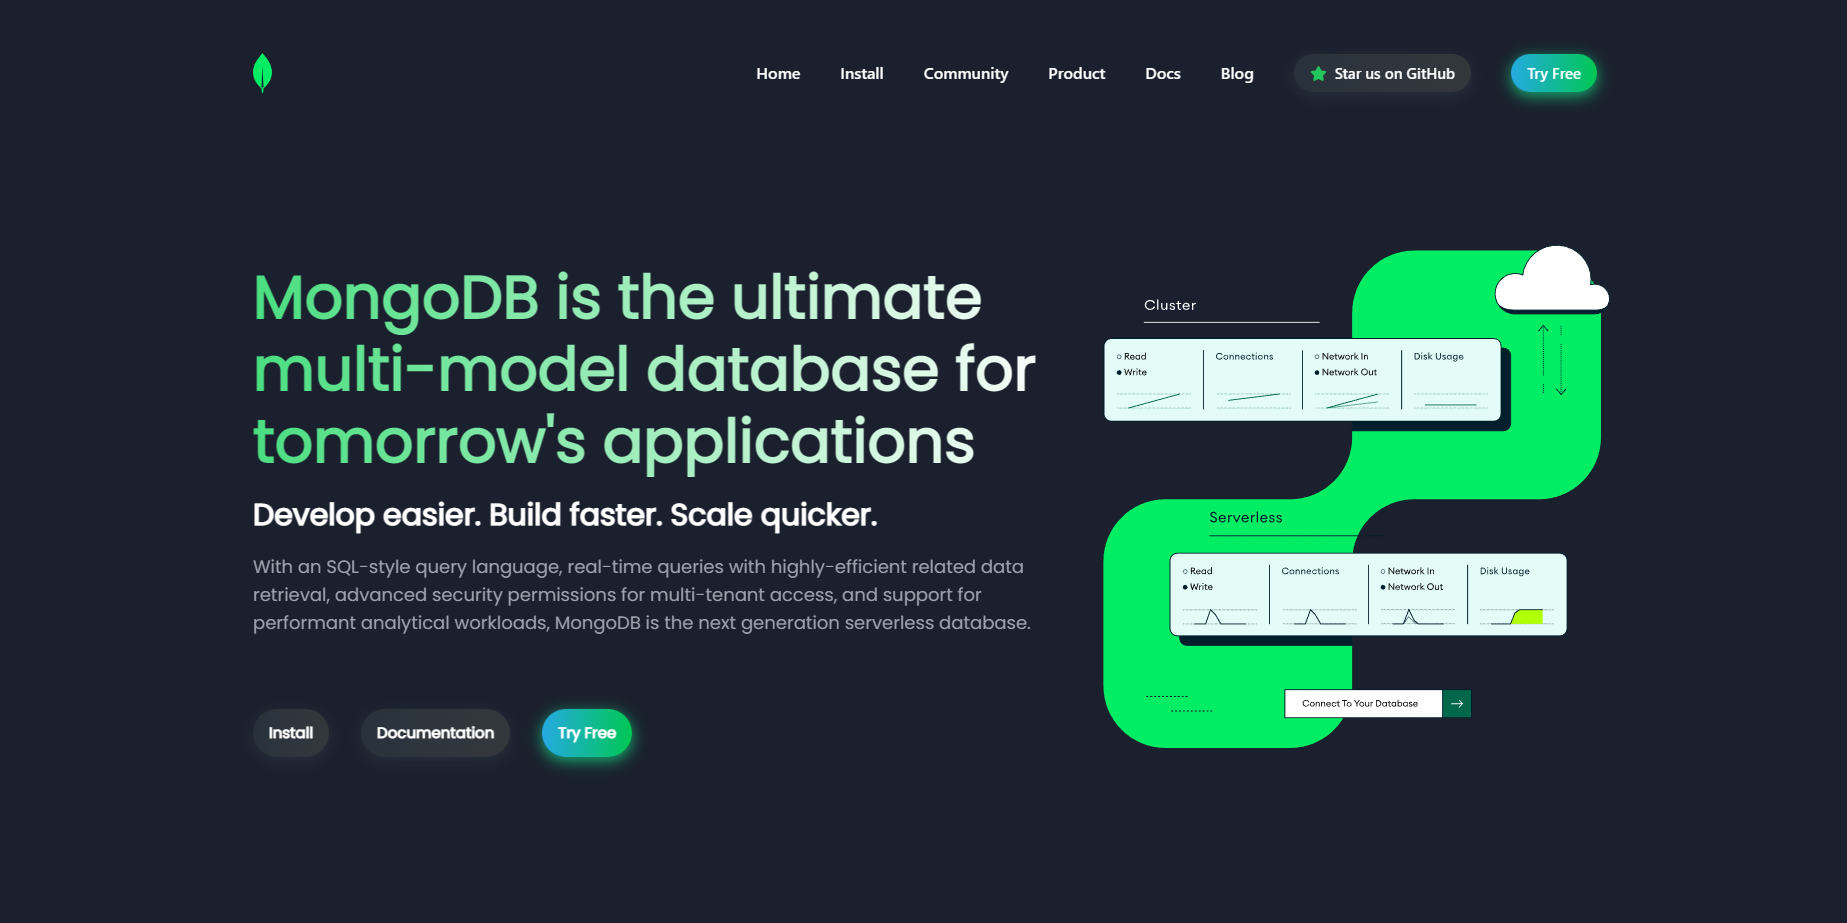 Home Install Community Product Docs Blog Star us on GitHub Try Free
MongoDB is the ultimate
multi-model database for
tomorrow's applications
Develop easier. Build faster. Scale quicker.
With an SQL-style query language, real-time queries with highly-efficient related data
retrieval, advanced security permissions for multi-tenant access, and support for
performant analytical workloads, MongoDB is the next generation serverless database.
Install Documentation Try Free
Cluster
Read Connections Network In Disk Usage
Write Network Out
Serverless
Read Connections Network In Disk Usage
Write Network Out
Connect To Your Database